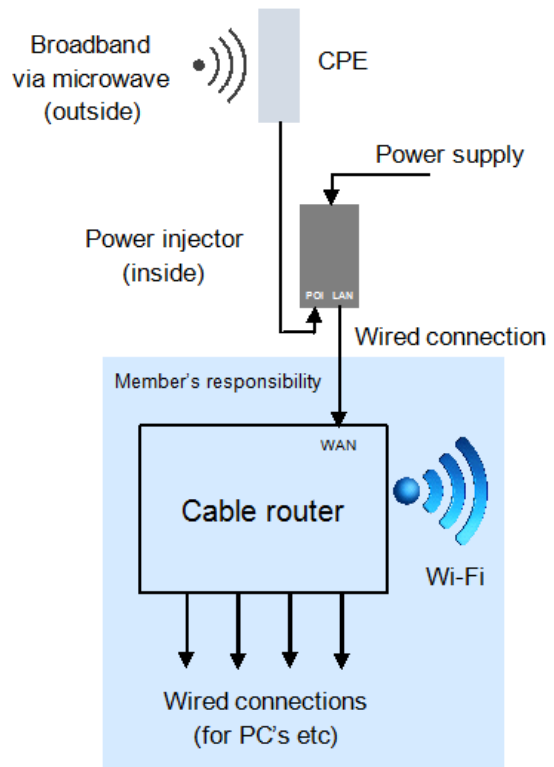 Broadband
via microwave
(outside)
CPE
Power supply
Power injector
(inside)
POI LAN
Wired connection
Member's responsibility
WAN
Cable router
Wi-Fi
Wired connections
(for PC's etc)